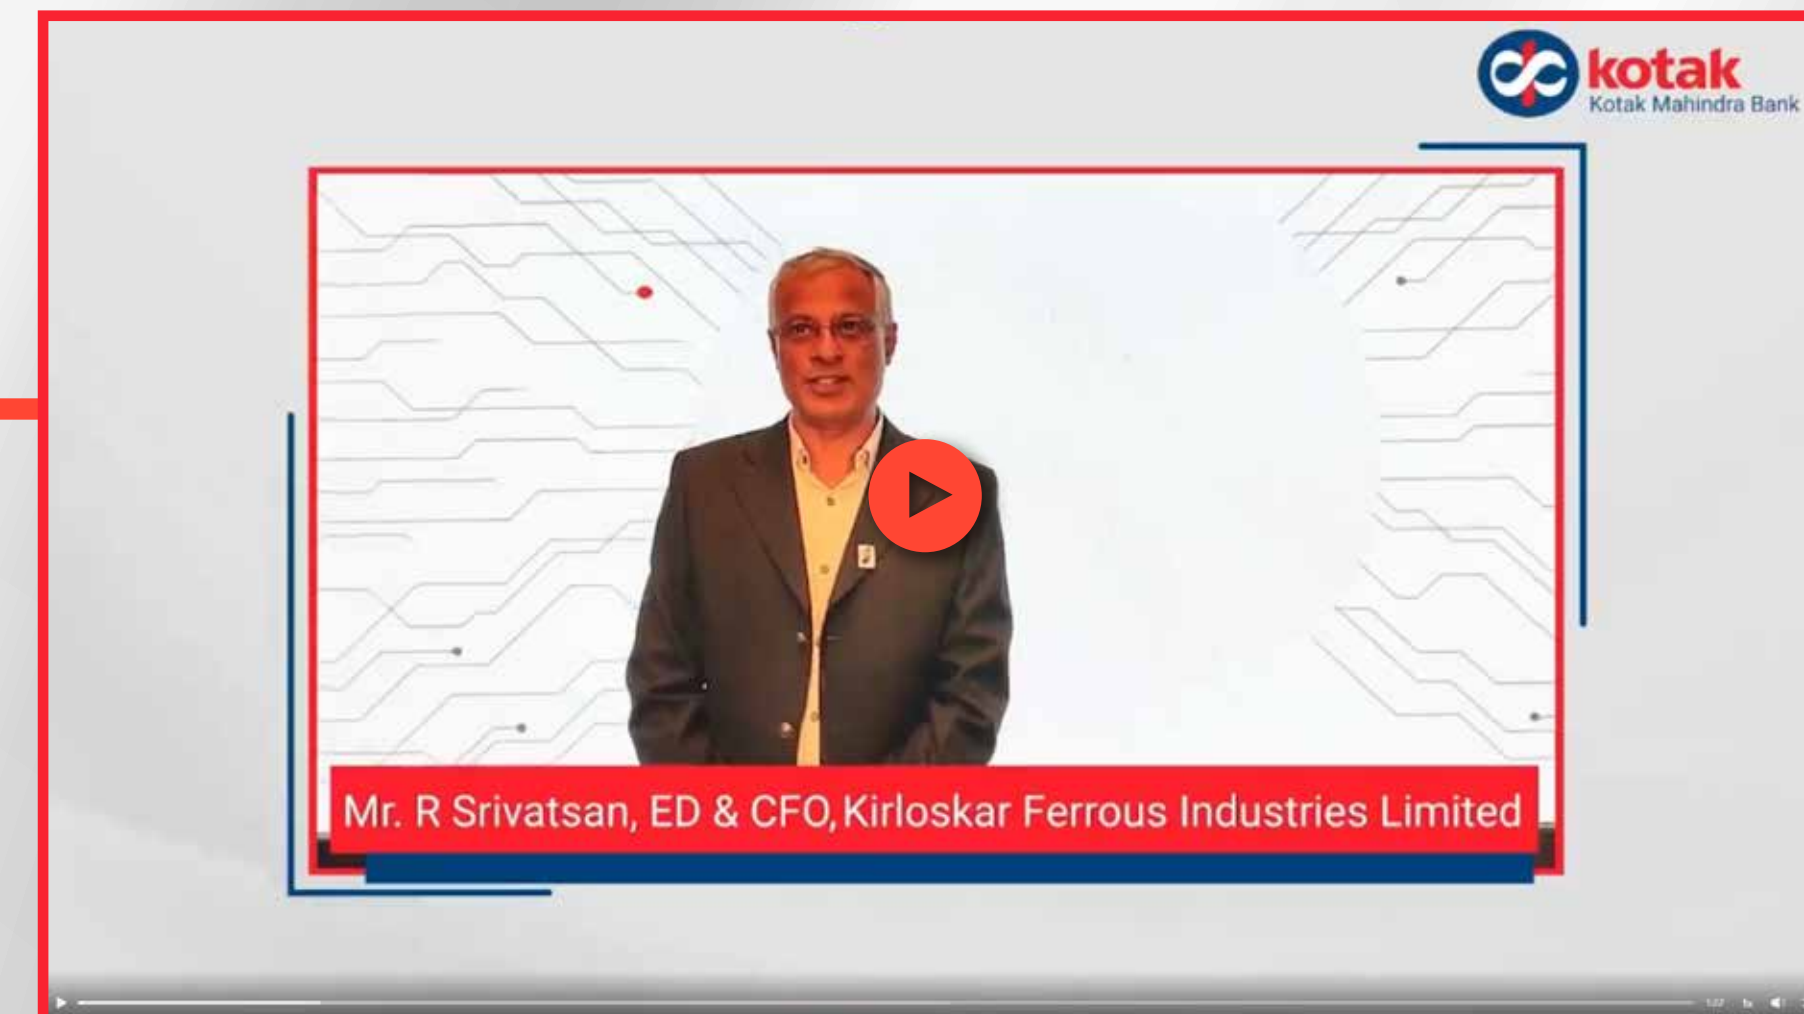 kotak
Kotak Mahindra Bank
Mr. R Srivatsan, ED & CFO, Kirloskar Ferrous Industries Limited